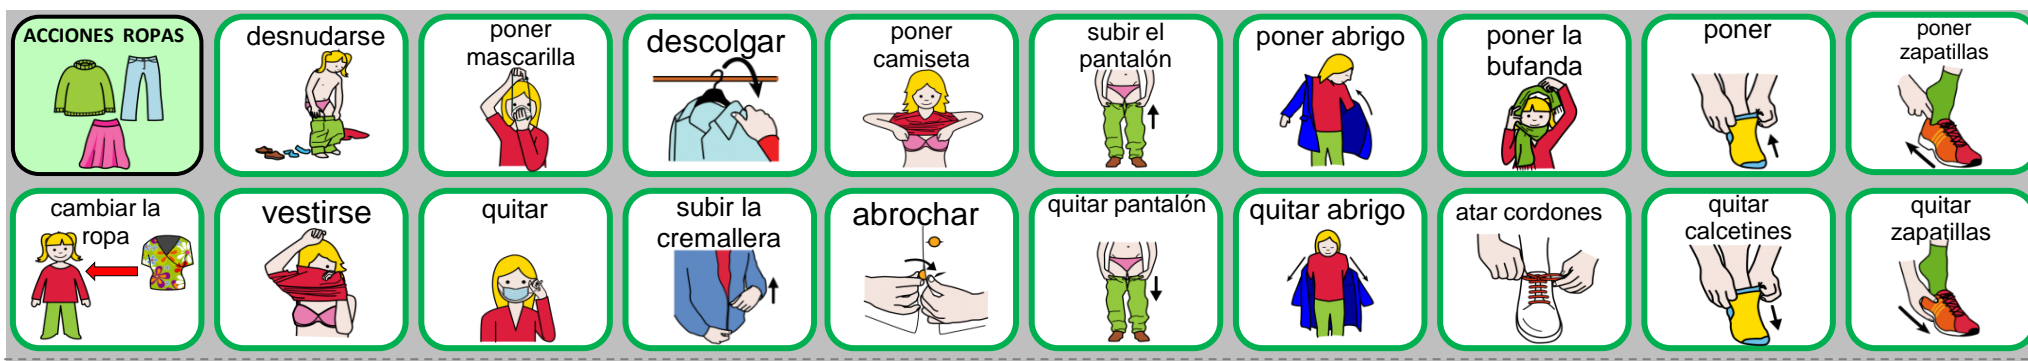 ACCIONES ROPAS
desnudarse
poner
mascarilla
descolgar
poner
camiseta
subir el
pantalón
poner abrigo
poner la
bufanda
poner
poner
zapatillas
cambiar la
ropa
vestirse
quitar
subir la
cremallera
abrochar
quitar pantalón
quitar abrigo
atar cordones
quitar
calcetines
quitar
zapatillas